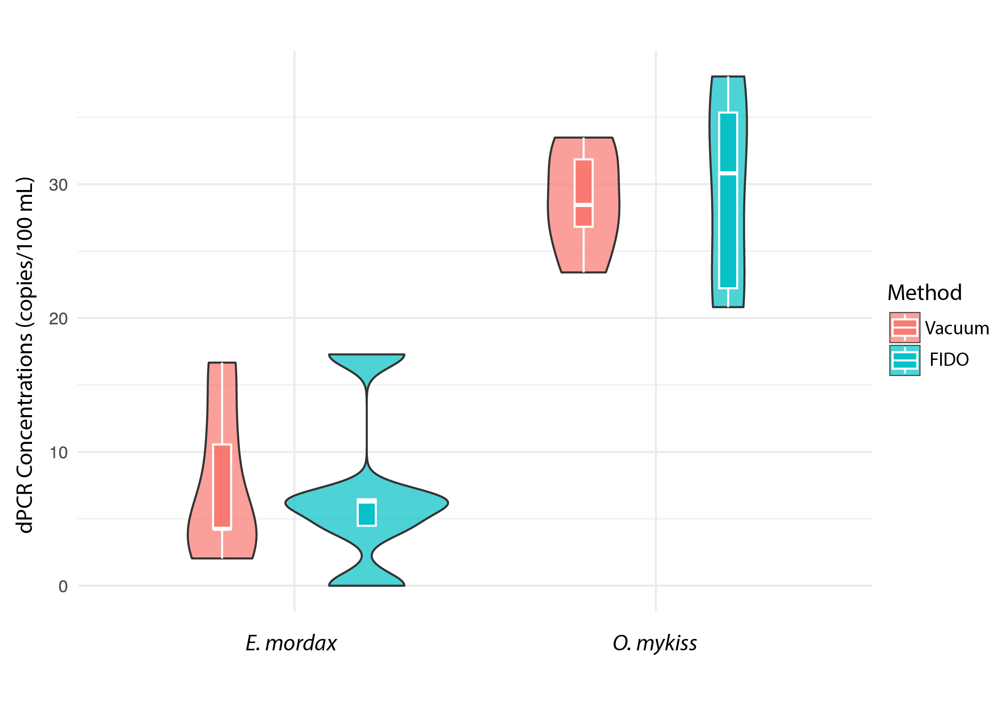 dPCR Concentrations (copies/100 mL)
30
20
10
0
E. mordax
O. mykiss
Method
Vacuum
FIDO